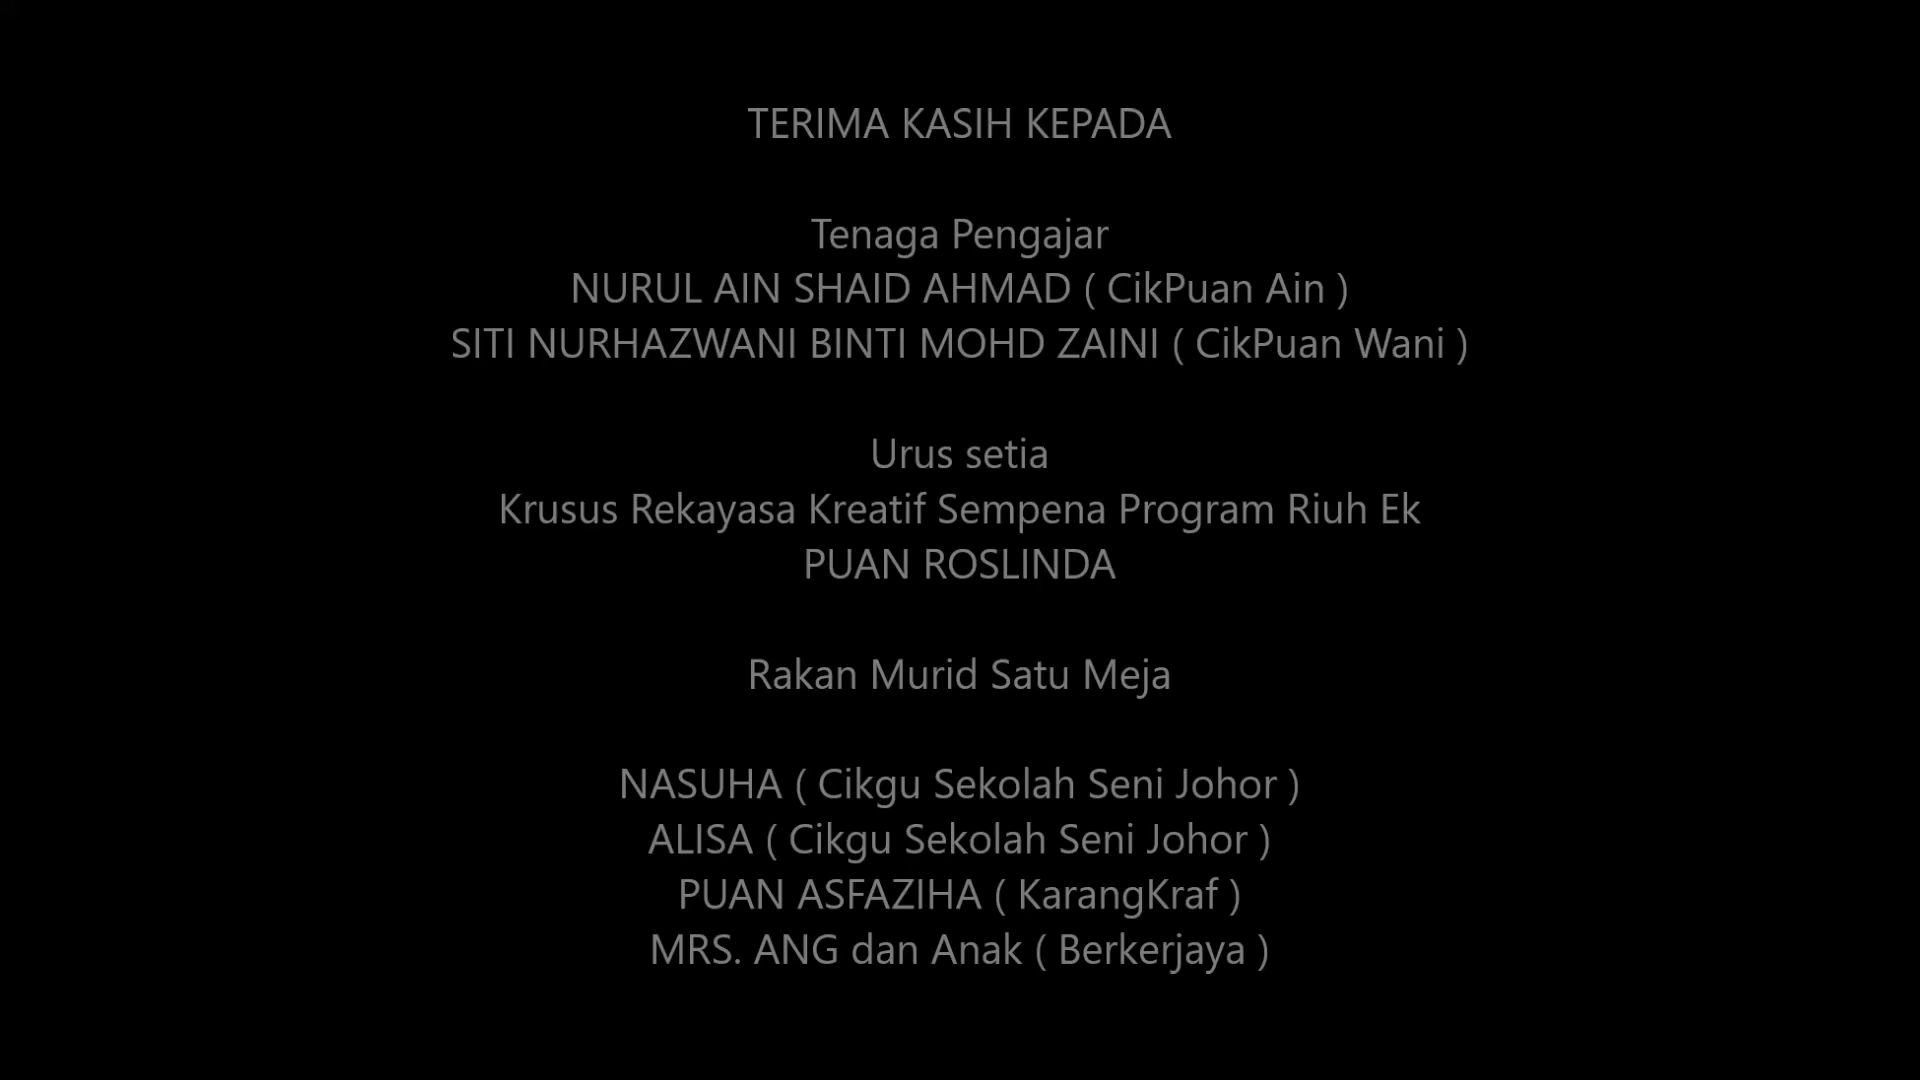 TERIMA KASIH KEPADA
Tenaga Pengajar
NURUL AIN SHAID AHMAD ( CikPuan Ain )
SITI NURHAZWANI BINTI MOHD ZAINI ( CikPuan Wani )
Urus setia
Krusus Rekayasa Kreatif Sempena Program Riuh Ek
PUAN ROSLINDA
Rakan Murid Satu Meja
NASUHA ( Cikgu Sekolah Seni Johor )
ALISA ( Cikgu Sekolah Seni Johor )
PUAN ASFAZIHA ( KarangKraf )
MRS. ANG dan Anak ( Berkerjaya )